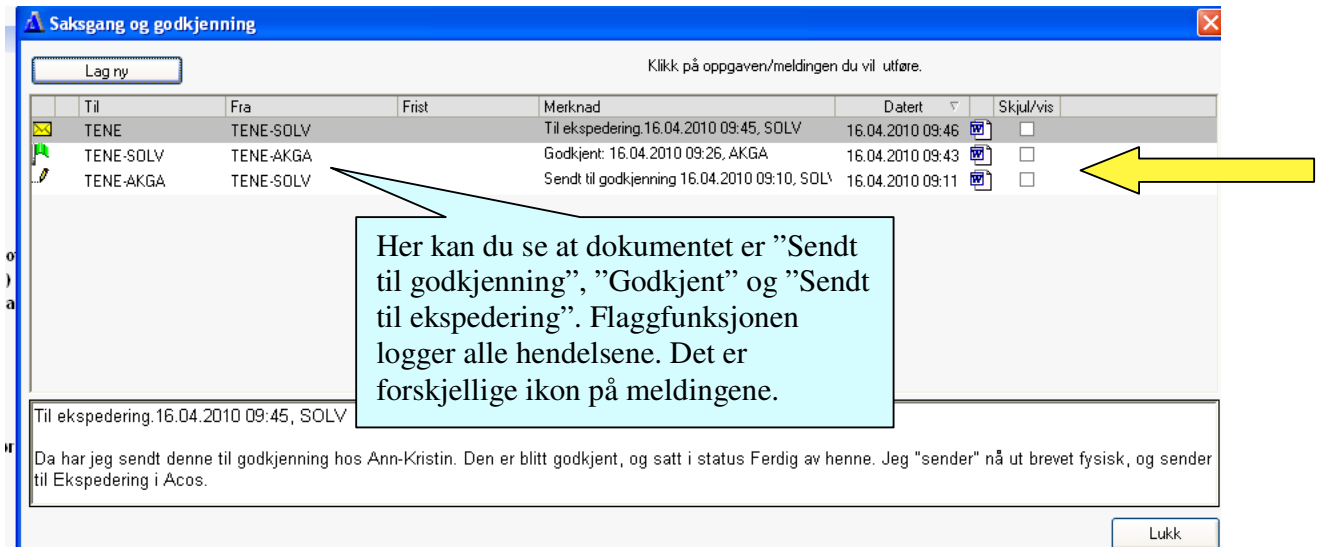 Saksgang og godkjenning
Lag ny
Klikk på oppgaven/meldingen du vil utføre.
Til Fra Frist Merknad Datert Skjul/vis
TENE TENE-SOLV Til ekspedering.16.04.2010 09:45, SOLV 16.04.2010 09:46
TENE-SOLV TENE-AKGA Godkjent: 16.04.2010 09:26, AKGA 16.04.2010 09:43
TENE-AKGA TENE-SOLV Sendt til godkjenning 16.04.2010 09:10, SOL\ 16.04.2010 09:11
Her kan du se at dokumentet er ”Sendt
til godkjenning”, ”Godkjent” og ”Sendt
til ekspedering”. Flaggfunksjonen
logger alle hendelsene. Det er
forskjellige ikon på meldingene.
Til ekspedering.16.04.2010 09:45, SOLV
Da har jeg sendt denne til godkjenning hos Ann-Kristin. Den er blitt godkjent, og satt i status Ferdig av henne. Jeg "sender" nå ut brevet fysisk, og sender
til Ekspedering i Acos.
Lukk